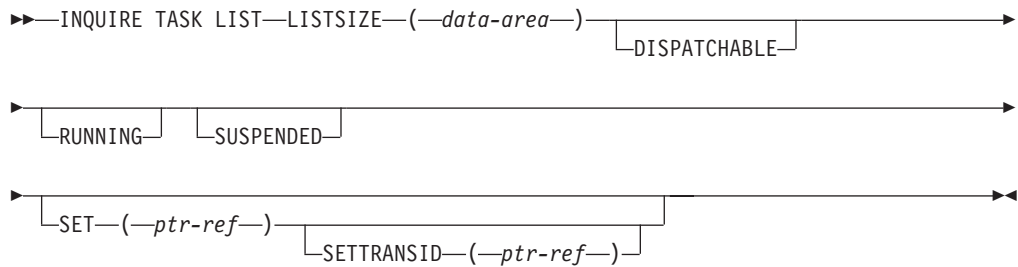 INQUIRE TASK LIST LISTSIZE ( data-area )
DISPATCHABLE
RUNNING SUSPENDED
SET ( ptr-ref )
SETTRANSID ( ptr-ref )